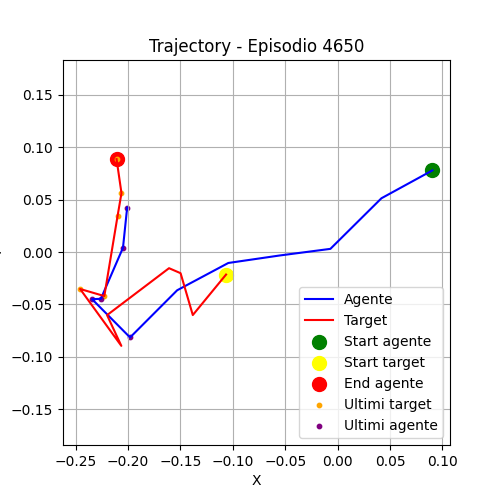 Trajectory - Episodio 4650
0.15
0.10
0.05
0.00
−0.05
−0.10
−0.15
−0.25 −0.20 −0.15 −0.10 −0.05 0.00 0.05 0.10
X
Agente
Target
Start agente
Start target
End agente
Ultimi target
Ultimi agente